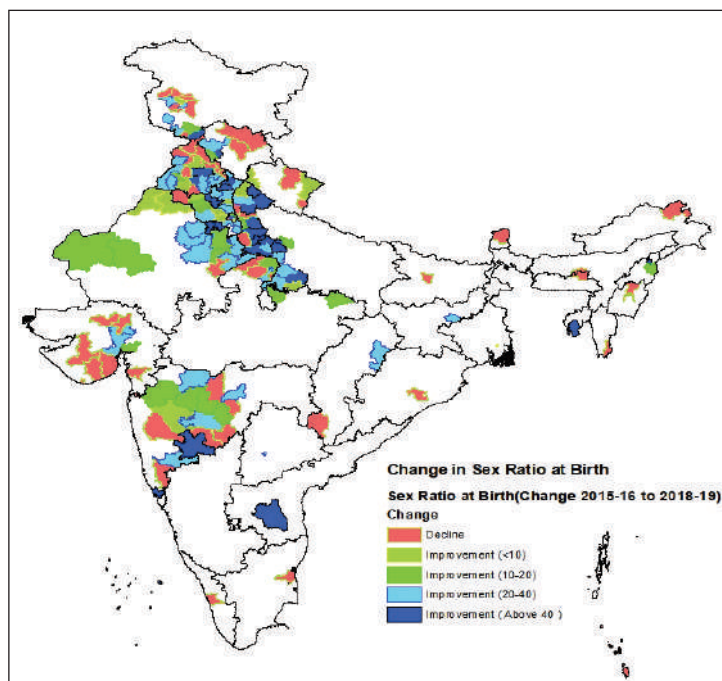 Change in Sex Ratio at Birth
Sex Ratio at Birth(Change 2015-16 to 2018-19)
Change
Decline
Improvement (<10)
Improvement (10-20)
Improvement (20-40)
Improvement (Above 40 )